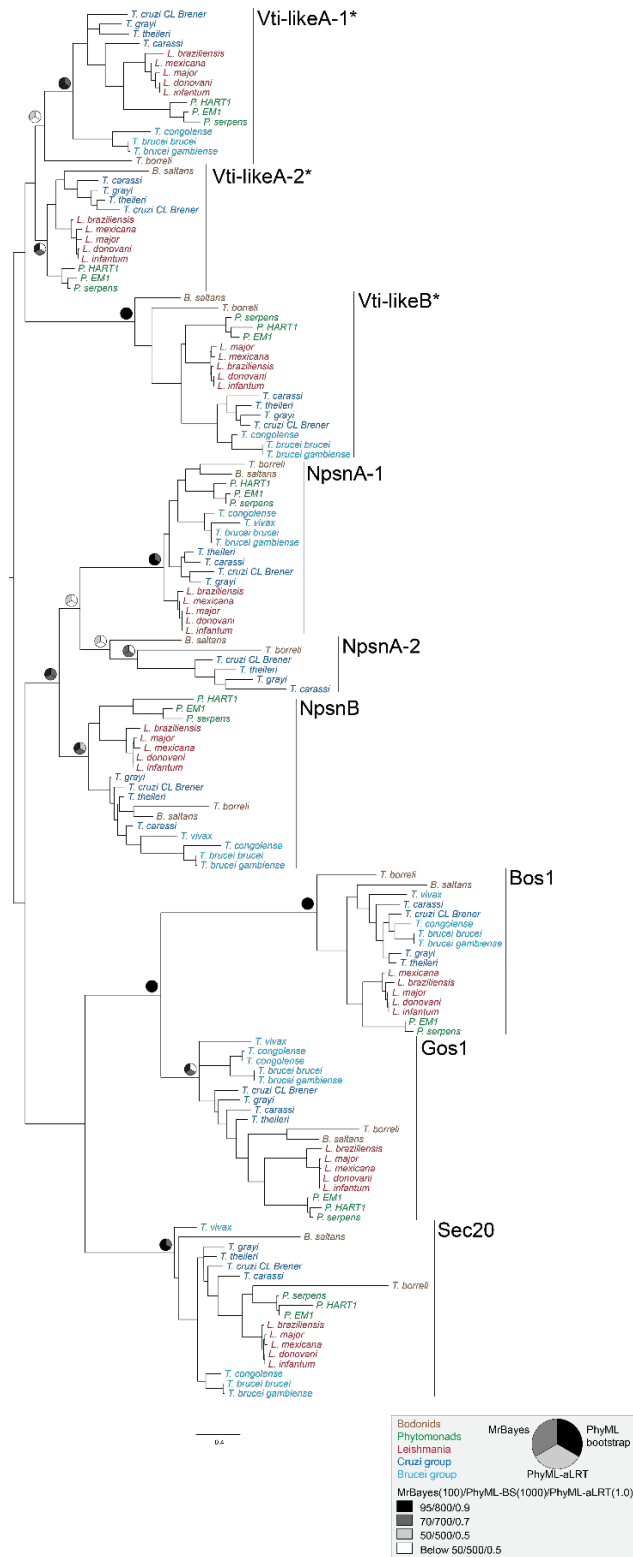 Vti-likeA-1*
T. cruzi CL Brener
T. grayi
T. theileri
T. carassi
L. braziliensis
L. mexicana
L. major
L. donovani
L. infantum
P. HART1
P. EM1
P. serpens
T. congolense
T. brucei brucei
T. brucei gambiense
T. borreli
Vti-likeA-2*
B. saltans
T. carassi
T. grayi
T. theileri
T. cruzi CL Brener
L. braziliensis
L. mexicana
L. major
L. donovani
L. infantum
P. HART1
P. EM1
P. serpens
Vti-likeB*
B. saltans
T. borreli
P. serpens
P. HART1
P. EM1
L. major
L. mexicana
L. braziliensis
L. donovani
L. infantum
T. carassi
T. theileri
T. grayi
T. cruzi CL Brener
T. congolense
T. brucei brucei
T. brucei gambiense
NpsnA-1
T. borreli
B. saltans
P. HART1
P. EM1
P. serpens
T. congolense
T. vivax
T. brucei brucei
T. brucei gambiense
T. theileri
T. carassi
T. cruzi CL Brener
T. grayi
L. braziliensis
L. mexicana
L. major
L. donovani
L. infantum
NpsnA-2
B. saltans
T. borreli
T. cruzi CL Brener
T. theileri
T. grayi
T. carassi
NpsnB
P. HART1
P. EM1
P. serpens
L. braziliensis
L. major
L. mexicana
L. donovani
L. infantum
T. grayi
T. cruzi CL Brener
T. theileri
T. borreli
B. saltans
T. carassi
T. vivax
T. congolense
T. brucei brucei
T. brucei gambiense
Bos1
T. borreli
B. saltans
T. vivax
T. carassi
T. cruzi CL Brener
T. congolense
T. brucei brucei
T. brucei gambiense
T. grayi
T. theileri
L. mexicana
L. braziliensis
L. major
L. donovani
L. infantum
P. EM1
P. serpens
Gos1
T. vivax
T. congolense
T. congolense
T. brucei brucei
T. brucei gambiense
T. cruzi CL Brener
T. grayi
T. carassi
T. theileri
T. borreli
B. saltans
L. braziliensis
L. major
L. mexicana
L. donovani
L. infantum
P. EM1
P. HART1
P. serpens
Sec20
T. vivax
B. saltans
T. grayi
T. theileri
T. cruzi CL Brener
T. carassi
T. borreli
P. serpens
P. HART1
P. EM1
L. braziliensis
L. major
L. mexicana
L. donovani
L. infantum
T. congolense
T. brucei brucei
T. brucei gambiense
0.4
Bodonids
Phytomonads
Leishmania
Cruzi group
Brucei group
MrBayes
PhyML
bootstrap
PhyML-aLRT
MrBayes(100)/PhyML-BS(1000)/PhyML-aLRT(1.0)
95/800/0.9
70/700/0.7
50/500/0.5
Below 50/500/0.5